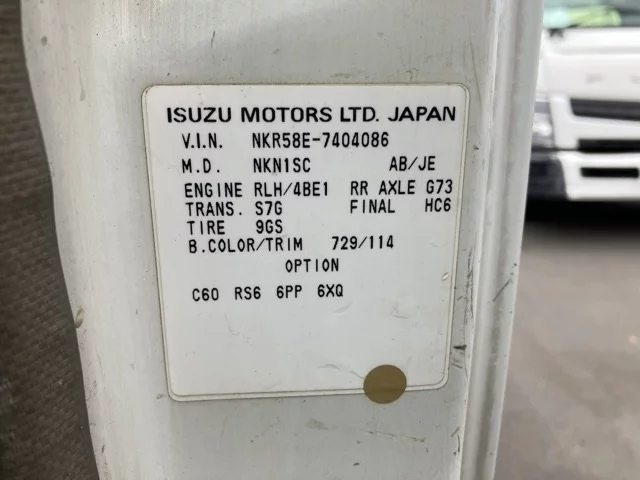 ISUZU MOTORS LTD. JAPAN
V.I.N. NKR58E-7404086
M.D. NKN1SC AB/JE
ENGINE RLH/4BE1 RR AXLE G73
TRANS. S7G FINAL HC6
TIRE 9GS
B.COLOR/TRIM 729/114
OPTION
C60 RS6 6PP 6XQ